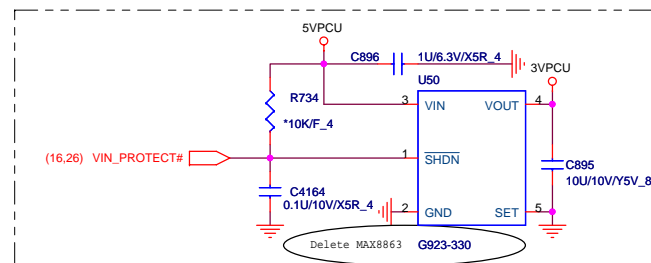 5VPCU
C896
1U/6.3V/X5R_4
3VPCU
U50
R734
*10K/F_4
3
VIN
VOUT
4
(16,26) VIN_PROTECT#
1
SHDN
C895
10U/10V/Y5V_8
C4164
0.1U/10V/X5R_4
2
GND
SET
5
Delete MAX8863
G923-330